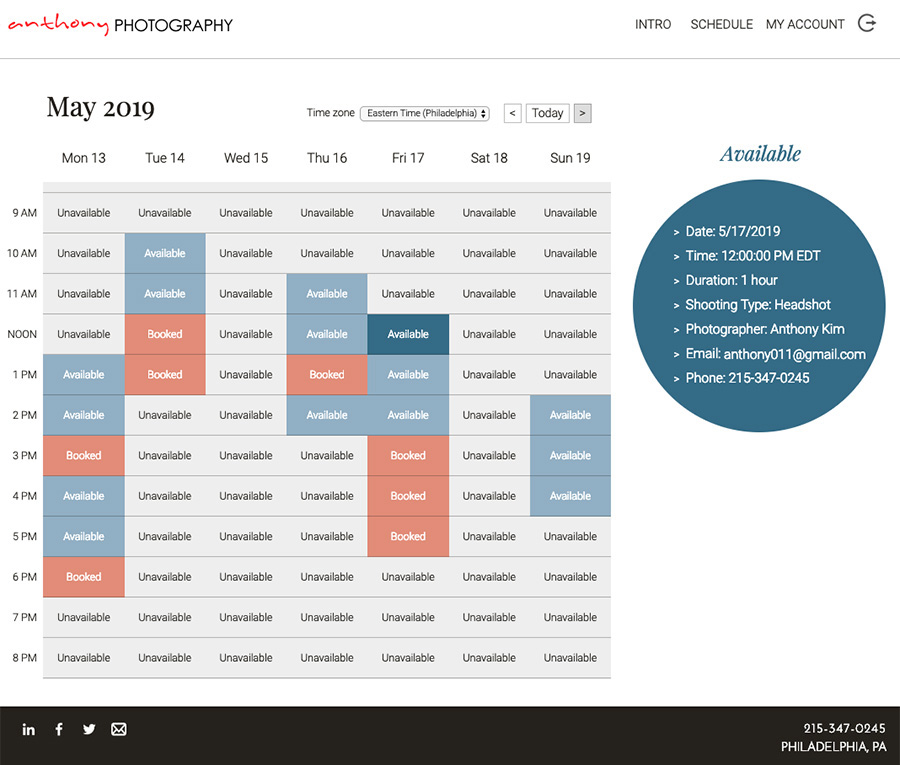 anthony PHOTOGRAPHY INTRO SCHEDULE MY ACCOUNT
May 2019 Time zone Eastern Time (Philadelphia) < Today >
Mon 13 Tue 14 Wed 15 Thu 16 Fri 17 Sat 18 Sun 19
9 AM Unavailable Unavailable Unavailable Unavailable Unavailable Unavailable Unavailable
10 AM Unavailable Available Unavailable Unavailable Unavailable Unavailable Unavailable
11 AM Unavailable Available Unavailable Available Unavailable Unavailable Unavailable
NOON Unavailable Booked Unavailable Available Available Unavailable Unavailable
1 PM Available Booked Unavailable Booked Available Unavailable Unavailable
2 PM Available Unavailable Unavailable Available Available Unavailable Available
3 PM Booked Unavailable Unavailable Unavailable Booked Unavailable Available
4 PM Available Unavailable Unavailable Unavailable Booked Unavailable Available
5 PM Available Unavailable Unavailable Unavailable Booked Unavailable Unavailable
6 PM Booked Unavailable Unavailable Unavailable Unavailable Unavailable Unavailable
7 PM Unavailable Unavailable Unavailable Unavailable Unavailable Unavailable Unavailable
8 PM Unavailable Unavailable Unavailable Unavailable Unavailable Unavailable Unavailable
Available
> Date: 5/17/2019
> Time: 12:00:00 PM EDT
> Duration: 1 hour
> Shooting Type: Headshot
> Photographer: Anthony Kim
> Email: anthony011@gmail.com
> Phone: 215-347-0245
in f
215-347-0245
PHILADELPHIA, PA